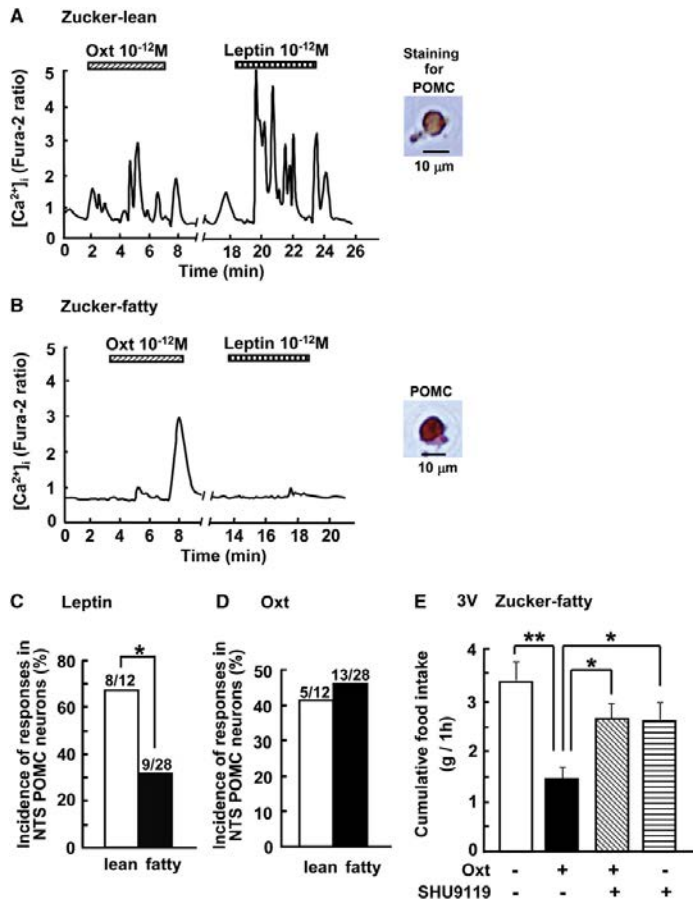 A Zucker-lean
Oxt 10⁻¹²M
Leptin 10⁻¹²M
Staining
for
POMC
[Ca²⁺]i (Fura-2 ratio)
5
4
3
2
1
0
0 2 4 6 8 18 20 22 24 26
Time (min)
10 µm
B Zucker-fatty
Oxt 10⁻¹²M
Leptin 10⁻¹²M
POMC
[Ca²⁺]i (Fura-2 ratio)
5
4
3
2
1
0
0 2 4 6 8 14 16 18 20
Time (min)
10 µm
C Leptin
Incidence of responses in
NTS POMC neurons (%)
80
60
40
30
0
*
8/12
9/28
lean fatty
D Oxt
Incidence of responses in
NTS POMC neurons (%)
50
40
30
20
10
0
5/12
13/28
lean fatty
E 3V Zucker-fatty
Cumulative food intake
(g / 1h)
4
3
2
1
0
** * *
Oxt - + + -
SHU9119 - - + +